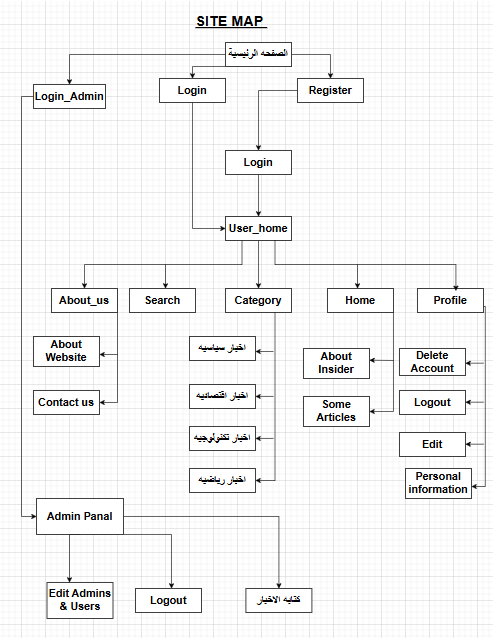 SITE MAP
الصفحه الرئيسية
Login_Admin
Login
Register
Login
User_home
About_us
Search
Category
Home
Profile
About
Website
Contact us
اخبار سياسيه
اخبار اقتصاديه
اخبار تكنولوجيه
اخبار رياضيه
About
Insider
Some
Articles
Delete
Account
Logout
Edit
Personal
information
Admin Panal
Edit Admins
& Users
Logout
كتابه الاخبار